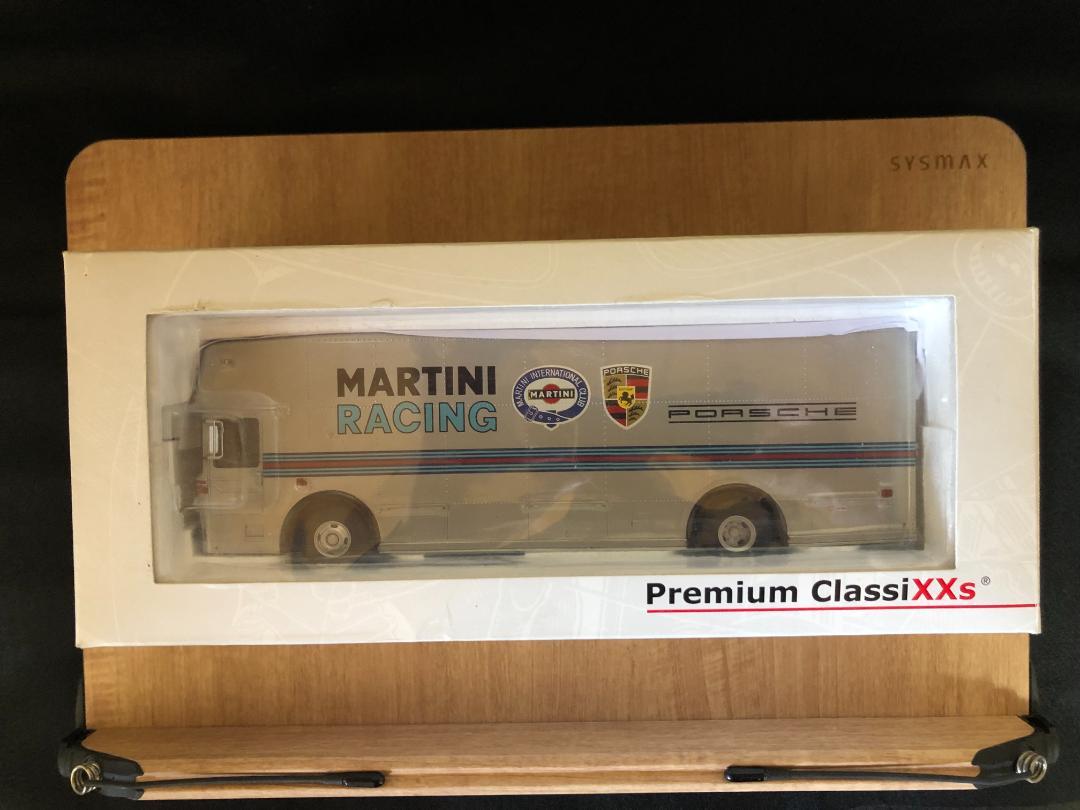 SYSMAX
MARTINI
RACING
MARTINI INTERNATIONAL CLUB
MARTINI
PORSCHE
PORSCHE
Premium ClassiXXs®